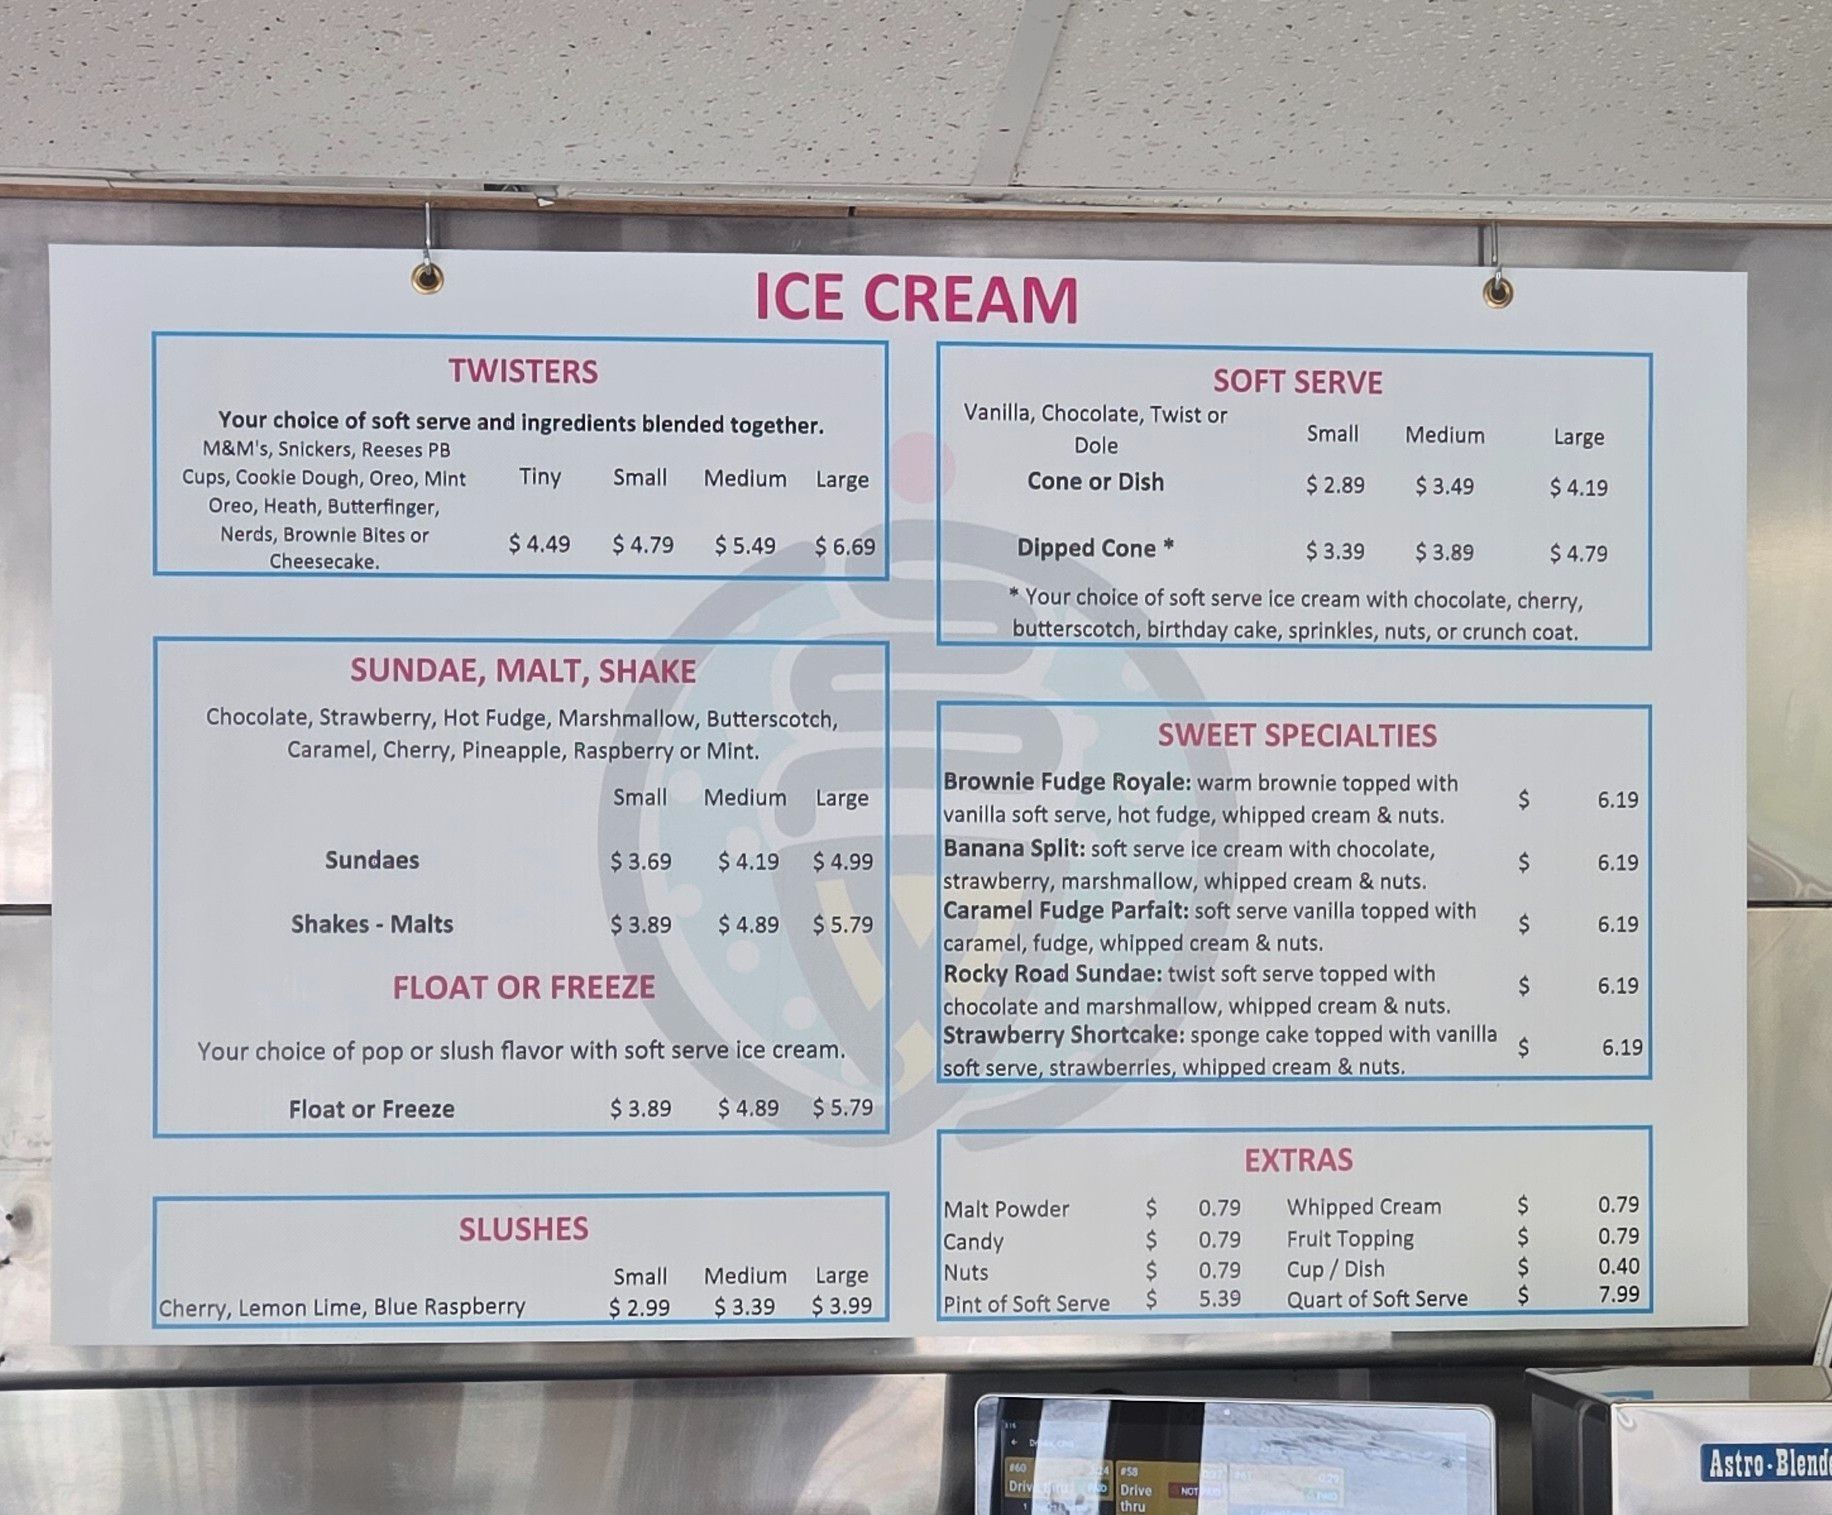 ICE CREAM
TWISTERS
Your choice of soft serve and ingredients blended together.
M&M's, Snickers, Reeses PB
Cups, Cookie Dough, Oreo, Mint
Oreo, Heath, Butterfinger,
Nerds, Brownie Bites or
Cheesecake.
Tiny Small Medium Large
$ 4.49 $ 4.79 $ 5.49 $ 6.69
SUNDAE, MALT, SHAKE
Chocolate, Strawberry, Hot Fudge, Marshmallow, Butterscotch,
Caramel, Cherry, Pineapple, Raspberry or Mint.
Small Medium Large
Sundaes $ 3.69 $ 4.19 $ 4.99
Shakes - Malts $ 3.89 $ 4.89 $ 5.79
FLOAT OR FREEZE
Your choice of pop or slush flavor with soft serve ice cream.
Float or Freeze $ 3.89 $ 4.89 $ 5.79
SLUSHES
Small Medium Large
Cherry, Lemon Lime, Blue Raspberry $ 2.99 $ 3.39 $ 3.99
SOFT SERVE
Vanilla, Chocolate, Twist or
Dole
Small Medium Large
Cone or Dish $ 2.89 $ 3.49 $ 4.19
Dipped Cone * $ 3.39 $ 3.89 $ 4.79
* Your choice of soft serve ice cream with chocolate, cherry,
butterscotch, birthday cake, sprinkles, nuts, or crunch coat.
SWEET SPECIALTIES
Brownie Fudge Royale: warm brownie topped with
vanilla soft serve, hot fudge, whipped cream & nuts. $ 6.19
Banana Split: soft serve ice cream with chocolate,
strawberry, marshmallow, whipped cream & nuts. $ 6.19
Caramel Fudge Parfait: soft serve vanilla topped with
caramel, fudge, whipped cream & nuts. $ 6.19
Rocky Road Sundae: twist soft serve topped with
chocolate and marshmallow, whipped cream & nuts. $ 6.19
Strawberry Shortcake: sponge cake topped with vanilla
soft serve, strawberries, whipped cream & nuts. $ 6.19
EXTRAS
Malt Powder $ 0.79 Whipped Cream $ 0.79
Candy $ 0.79 Fruit Topping $ 0.79
Nuts $ 0.79 Cup / Dish $ 0.40
Pint of Soft Serve $ 5.39 Quart of Soft Serve $ 7.99
#60
#58
Drive
thru
NOT
Astro-Blende